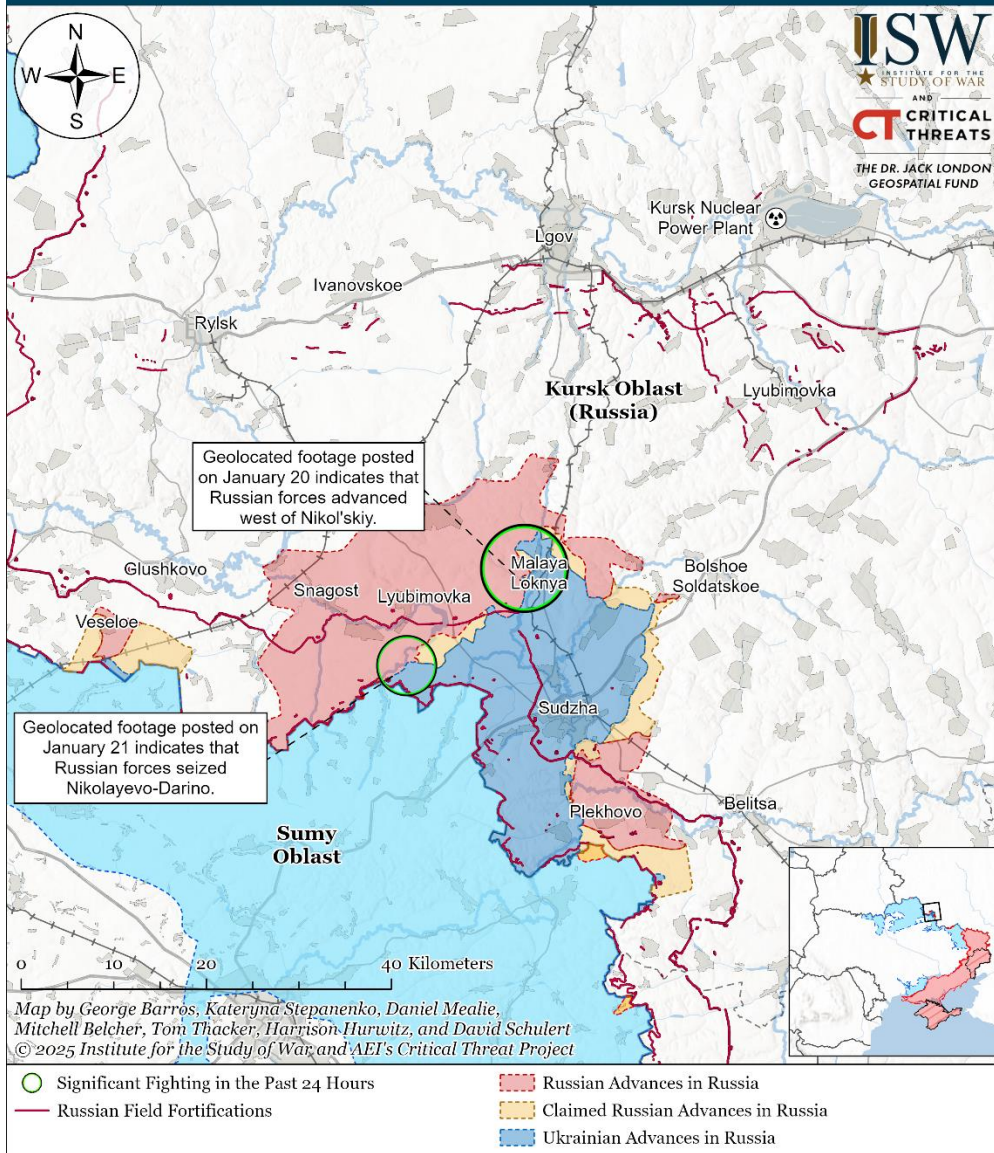 N
W E
S
ISW
INSTITUTE FOR THE
STUDY OF WAR
AND
CT CRITICAL
THREATS
THE DR. JACK LONDON
GEOSPATIAL FUND
Kursk Nuclear
Power Plant
Lgov
Ivanovskoe
Rylsk
Kursk Oblast
(Russia)
Lyubimovka
Geolocated footage posted
on January 20 indicates that
Russian forces advanced
west of Nikol'skiy.
Malaya
Loknya
Bolshoe
Soldatskoe
Glushkovo
Snagost
Lyubimovka
Veseloe
Sudzha
Geolocated footage posted on
January 21 indicates that
Russian forces seized
Nikolayevo-Darino.
Plekhovo
Belitsa
Sumy
Oblast
0 10 20 40 Kilometers
Map by George Barros, Kateryna Stepanenko, Daniel Mealie,
Mitchell Belcher, Tom Thacker, Harrison Hurwitz, and David Schulert
© 2025 Institute for the Study of War and AEI's Critical Threat Project
Significant Fighting in the Past 24 Hours
Russian Field Fortifications
Russian Advances in Russia
Claimed Russian Advances in Russia
Ukrainian Advances in Russia